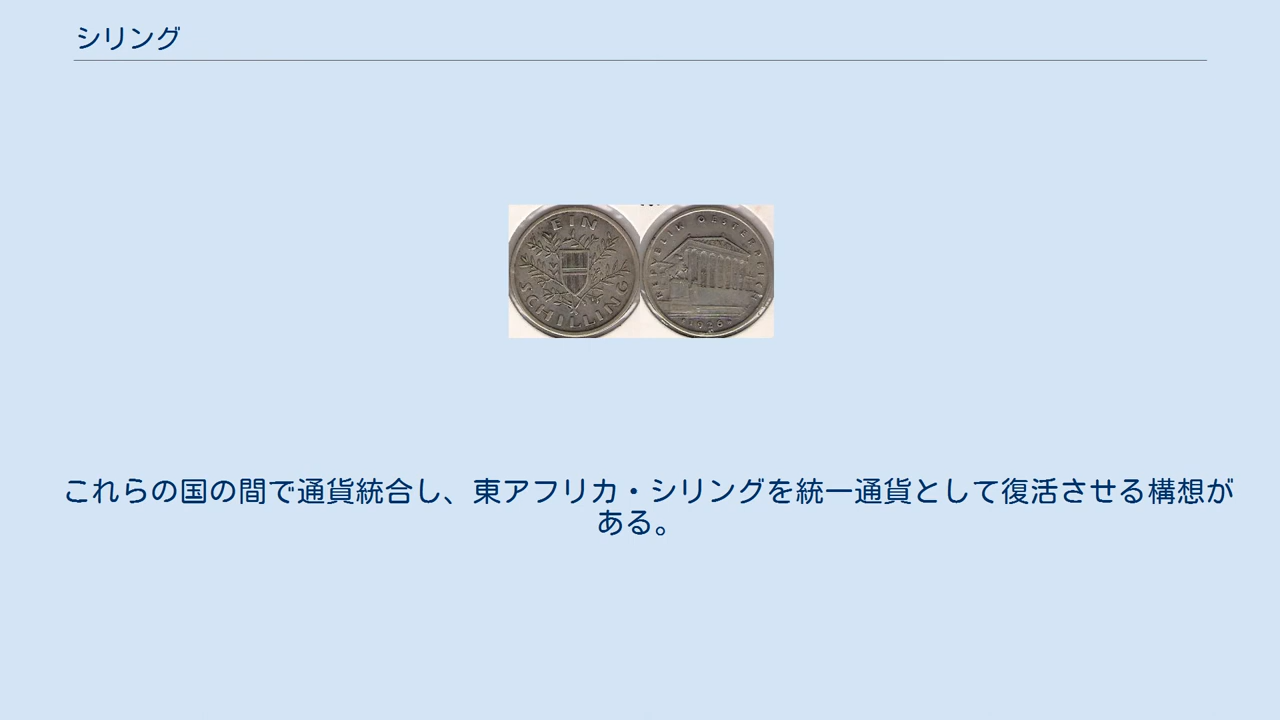 シリング
EIN
SCHILLING
REPUBLIK OESTERREICH
1926
これらの国の間で通貨統合し、東アフリカ・シリングを統一通貨として復活させる構想が
ある。